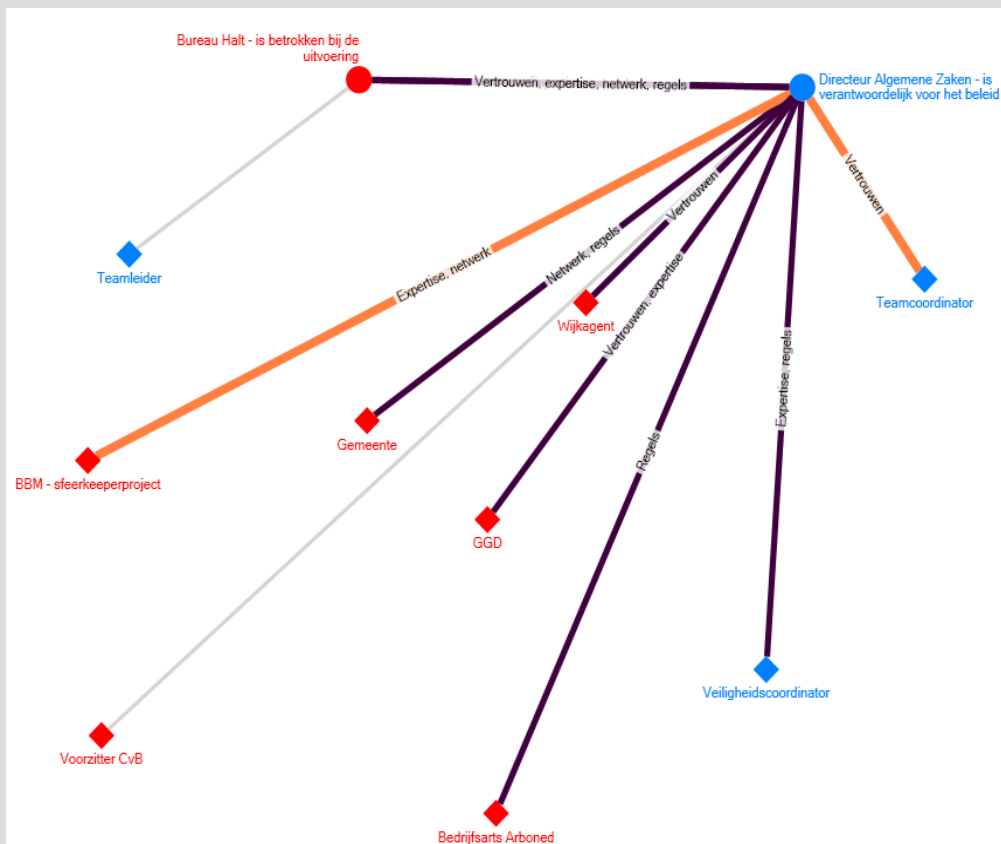 Bureau Halt - is betrokken bij de
uitvoering
Directeur Algemene Zaken - is
verantwoordelijk voor het beleid
Vertrouwen, expertise, netwerk, regels
Vertrouwen
Vertrouwen
Netwerk, regels
Expertise, netwerk
Teamleider
Vertrouwen, expertise
Teamcoordinator
Wijkagent
Expertise, regels
Gemeente
Regels
BBM - sfeerkeeperproject
GGD
Veiligheidscoordinator
Voorzitter CvB
Bedrijfsarts Arboned